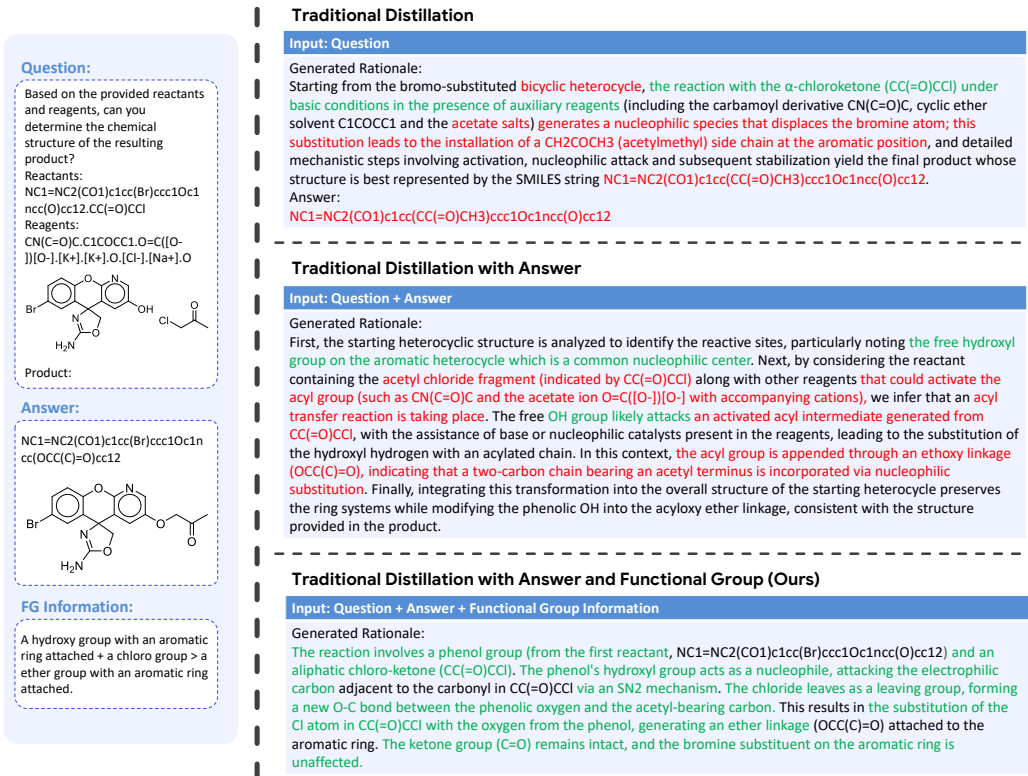 Question:
Based on the provided reactants
and reagents, can you
determine the chemical
structure of the resulting
product?
Reactants:
NC1=NC2(CO1)c1cc(Br)ccc1Oc1
ncc(O)cc12.CC(=O)CCl
Reagents:
CN(C=O)C.C1COCC1.O=C([O-
])[O-].[K+].[K+].O.[Cl-].[Na+].O
O
N
Br
OH
N
O
H₂N
Cl
O
Product:
Answer:
NC1=NC2(CO1)c1cc(Br)ccc1Oc1n
cc(OCC(C)=O)cc12
O
N
Br
O
O
N
O
H₂N
FG Information:
A hydroxy group with an aromatic
ring attached + a chloro group > a
ether group with an aromatic ring
attached.
Traditional Distillation
Input: Question
Generated Rationale:
Starting from the bromo-substituted bicyclic heterocycle, the reaction with the α-chloroketone (CC(=O)CCl) under
basic conditions in the presence of auxiliary reagents (including the carbamoyl derivative CN(C=O)C, cyclic ether
solvent C1COCC1 and the acetate salts) generates a nucleophilic species that displaces the bromine atom; this
substitution leads to the installation of a CH2COCH3 (acetylmethyl) side chain at the aromatic position, and detailed
mechanistic steps involving activation, nucleophilic attack and subsequent stabilization yield the final product whose
structure is best represented by the SMILES string NC1=NC2(CO1)c1cc(CC(=O)CH3)ccc1Oc1ncc(O)cc12.
Answer:
NC1=NC2(CO1)c1cc(CC(=O)CH3)ccc1Oc1ncc(O)cc12
Traditional Distillation with Answer
Input: Question + Answer
Generated Rationale:
First, the starting heterocyclic structure is analyzed to identify the reactive sites, particularly noting the free hydroxyl
group on the aromatic heterocycle which is a common nucleophilic center. Next, by considering the reactant
containing the acetyl chloride fragment (indicated by CC(=O)CCl) along with other reagents that could activate the
acyl group (such as CN(C=O)C and the acetate ion O=C([O-])[O-] with accompanying cations), we infer that an acyl
transfer reaction is taking place. The free OH group likely attacks an activated acyl intermediate generated from
CC(=O)CCl, with the assistance of base or nucleophilic catalysts present in the reagents, leading to the substitution of
the hydroxyl hydrogen with an acylated chain. In this context, the acyl group is appended through an ethoxy linkage
(OCC(C)=O), indicating that a two-carbon chain bearing an acetyl terminus is incorporated via nucleophilic
substitution. Finally, integrating this transformation into the overall structure of the starting heterocycle preserves
the ring systems while modifying the phenolic OH into the acyloxy ether linkage, consistent with the structure
provided in the product.
Traditional Distillation with Answer and Functional Group (Ours)
Input: Question + Answer + Functional Group Information
Generated Rationale:
The reaction involves a phenol group (from the first reactant, NC1=NC2(CO1)c1cc(Br)ccc1Oc1ncc(O)cc12) and an
aliphatic chloro-ketone (CC(=O)CCl). The phenol's hydroxyl group acts as a nucleophile, attacking the electrophilic
carbon adjacent to the carbonyl in CC(=O)CCl via an SN2 mechanism. The chloride leaves as a leaving group, forming
a new O-C bond between the phenolic oxygen and the acetyl-bearing carbon. This results in the substitution of the
Cl atom in CC(=O)CCl with the oxygen from the phenol, generating an ether linkage (OCC(C)=O) attached to the
aromatic ring. The ketone group (C=O) remains intact, and the bromine substituent on the aromatic ring is
unaffected.